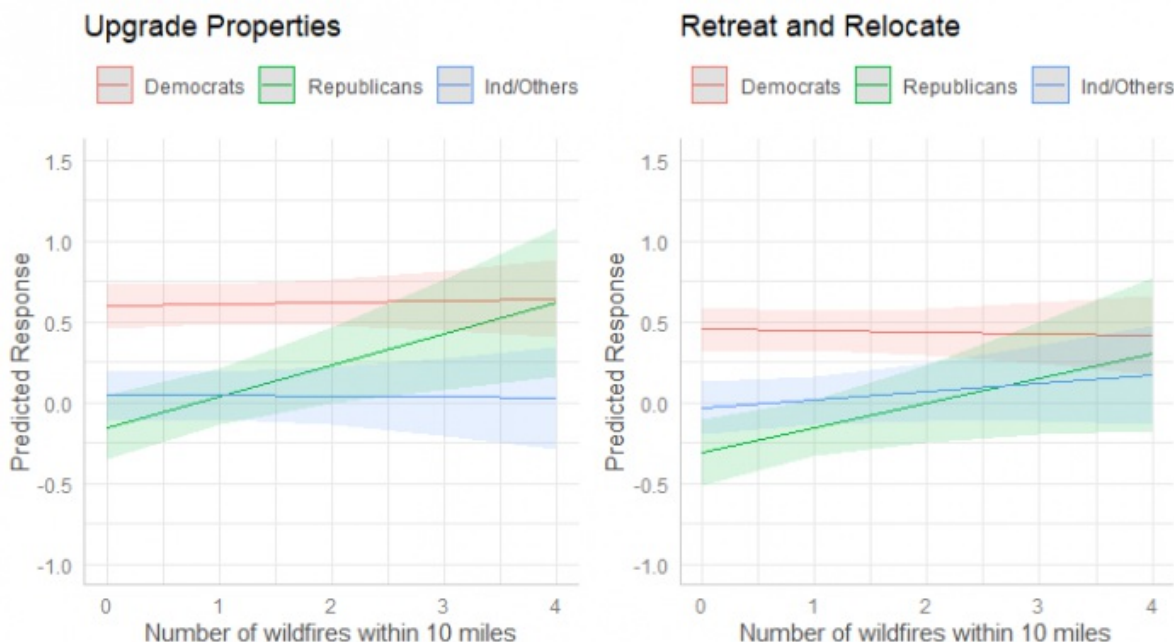 Upgrade Properties
Democrats Republicans Ind/Others
1.5
1.0
0.5
0.0
-0.5
-1.0
Predicted Response
0 1 2 3 4
Number of wildfires within 10 miles
Retreat and Relocate
Democrats Republicans Ind/Others
1.5
1.0
0.5
0.0
-0.5
-1.0
Predicted Response
0 1 2 3 4
Number of wildfires within 10 miles